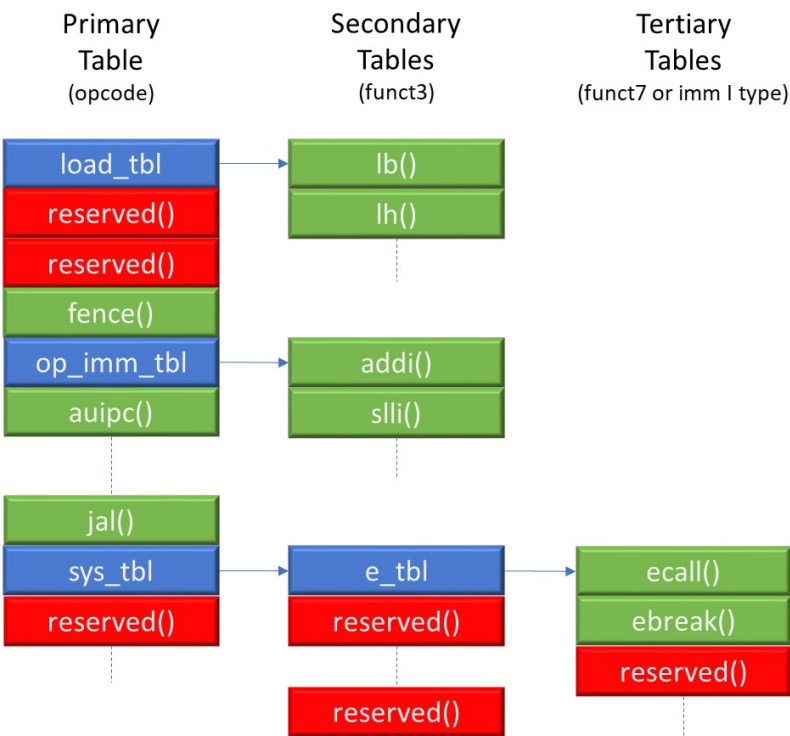 Primary
Table
(opcode)
Secondary
Tables
(funct3)
Tertiary
Tables
(funct7 or imm I type)
load_tbl
reserved()
reserved()
fence()
op_imm_tbl
auipc()
jal()
sys_tbl
reserved()
lb()
lh()
addi()
slli()
e_tbl
reserved()
reserved()
ecall()
ebreak()
reserved()